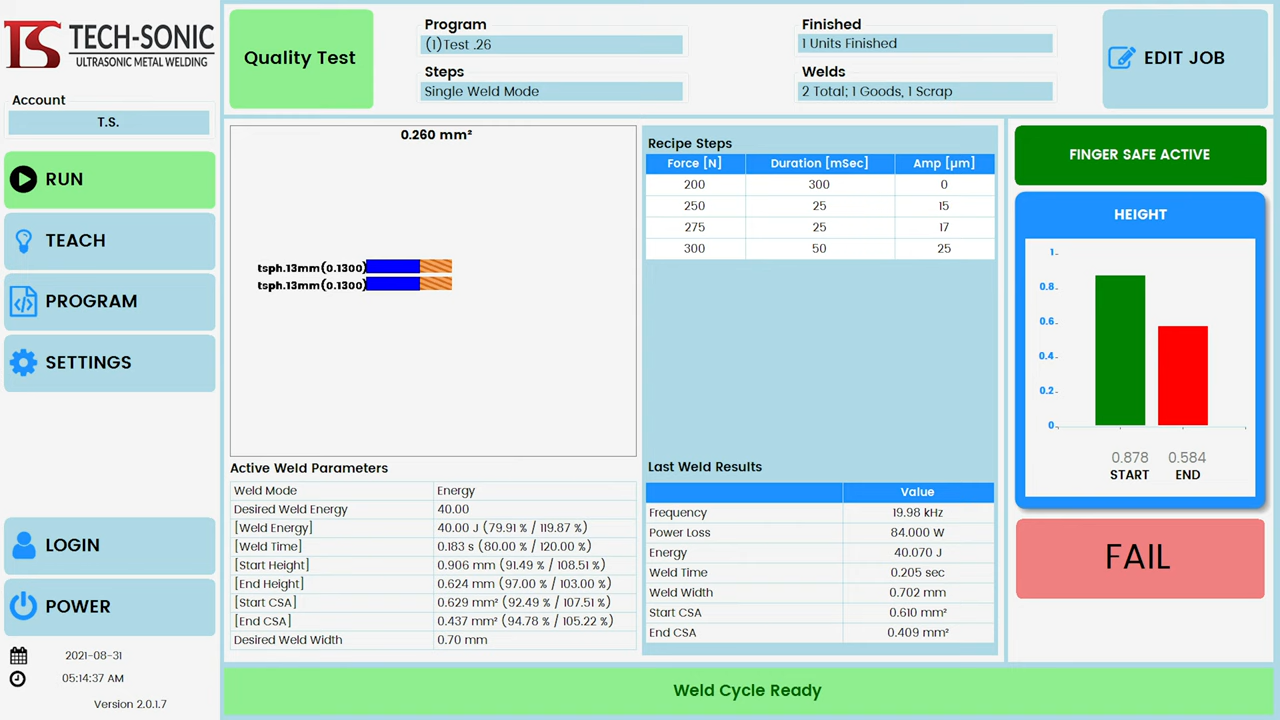 TECH-SONIC
ULTRASONIC METAL WELDING
Account
T.S.
RUN
TEACH
PROGRAM
SETTINGS
LOGIN
POWER
2021-08-31
05:14:37 AM
Version 2.0.1.7
Quality Test
Program
(1)Test .26
Steps
Single Weld Mode
Finished
1 Units Finished
Welds
2 Total; 1 Goods, 1 Scrap
EDIT JOB
0.260 mm²
tsph.13mm(0.1300)
tsph.13mm(0.1300)
Active Weld Parameters
Weld Mode Energy
Desired Weld Energy 40.00
[Weld Energy] 40.00 J (79.91 % / 119.87 %)
[Weld Time] 0.183 s (80.00 % / 120.00 %)
[Start Height] 0.906 mm (91.49 % / 108.51 %)
[End Height] 0.624 mm (97.00 % / 103.00 %)
[Start CSA] 0.629 mm² (92.49 % / 107.51 %)
[End CSA] 0.437 mm² (94.78 % / 105.22 %)
Desired Weld Width 0.70 mm
Recipe Steps
Force [N] Duration [mSec] Amp [µm]
200 300 0
250 25 15
275 25 17
300 50 25
Last Weld Results
Value
Frequency 19.98 kHz
Power Loss 84.000 W
Energy 40.070 J
Weld Time 0.205 sec
Weld Width 0.702 mm
Start CSA 0.610 mm²
End CSA 0.409 mm²
FINGER SAFE ACTIVE
HEIGHT
1
0.8
0.6
0.4
0.2
0
0.878 0.584
START END
FAIL
Weld Cycle Ready